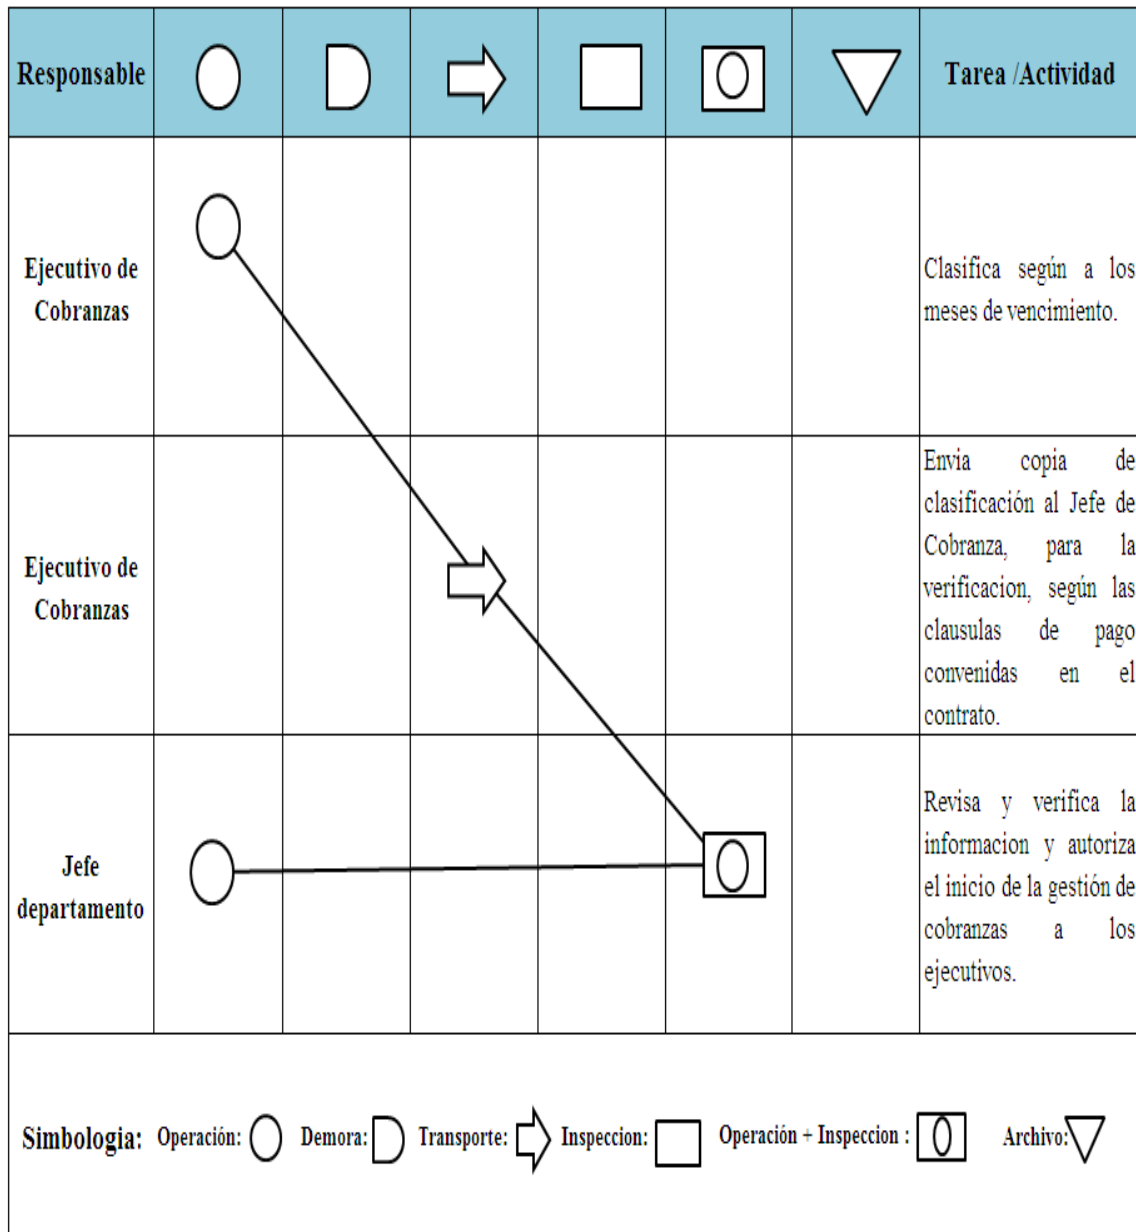 Responsable
Tarea /Actividad
Ejecutivo de
Cobranzas
Clasifica según a los
meses de vencimiento.
Ejecutivo de
Cobranzas
Envia copia de
clasificación al Jefe de
Cobranza, para la
verificacion, según las
clausulas de pago
convenidas en el
contrato.
Jefe
departamento
Revisa y verifica la
informacion y autoriza
el inicio de la gestión de
cobranzas a los
ejecutivos.
Simbologia: Operación: Demora: Transporte: Inspeccion: Operación + Inspeccion : Archivo: